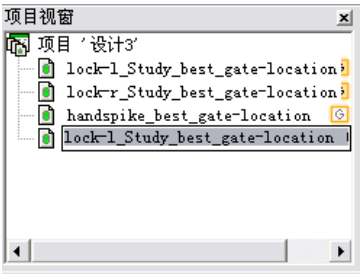 项目视窗
项目 ‘设计3’
lock-l_Study_best_gate-location
lock-r_Study_best_gate-location
handspike_best_gate-location
lock-l_Study_best_gate-location